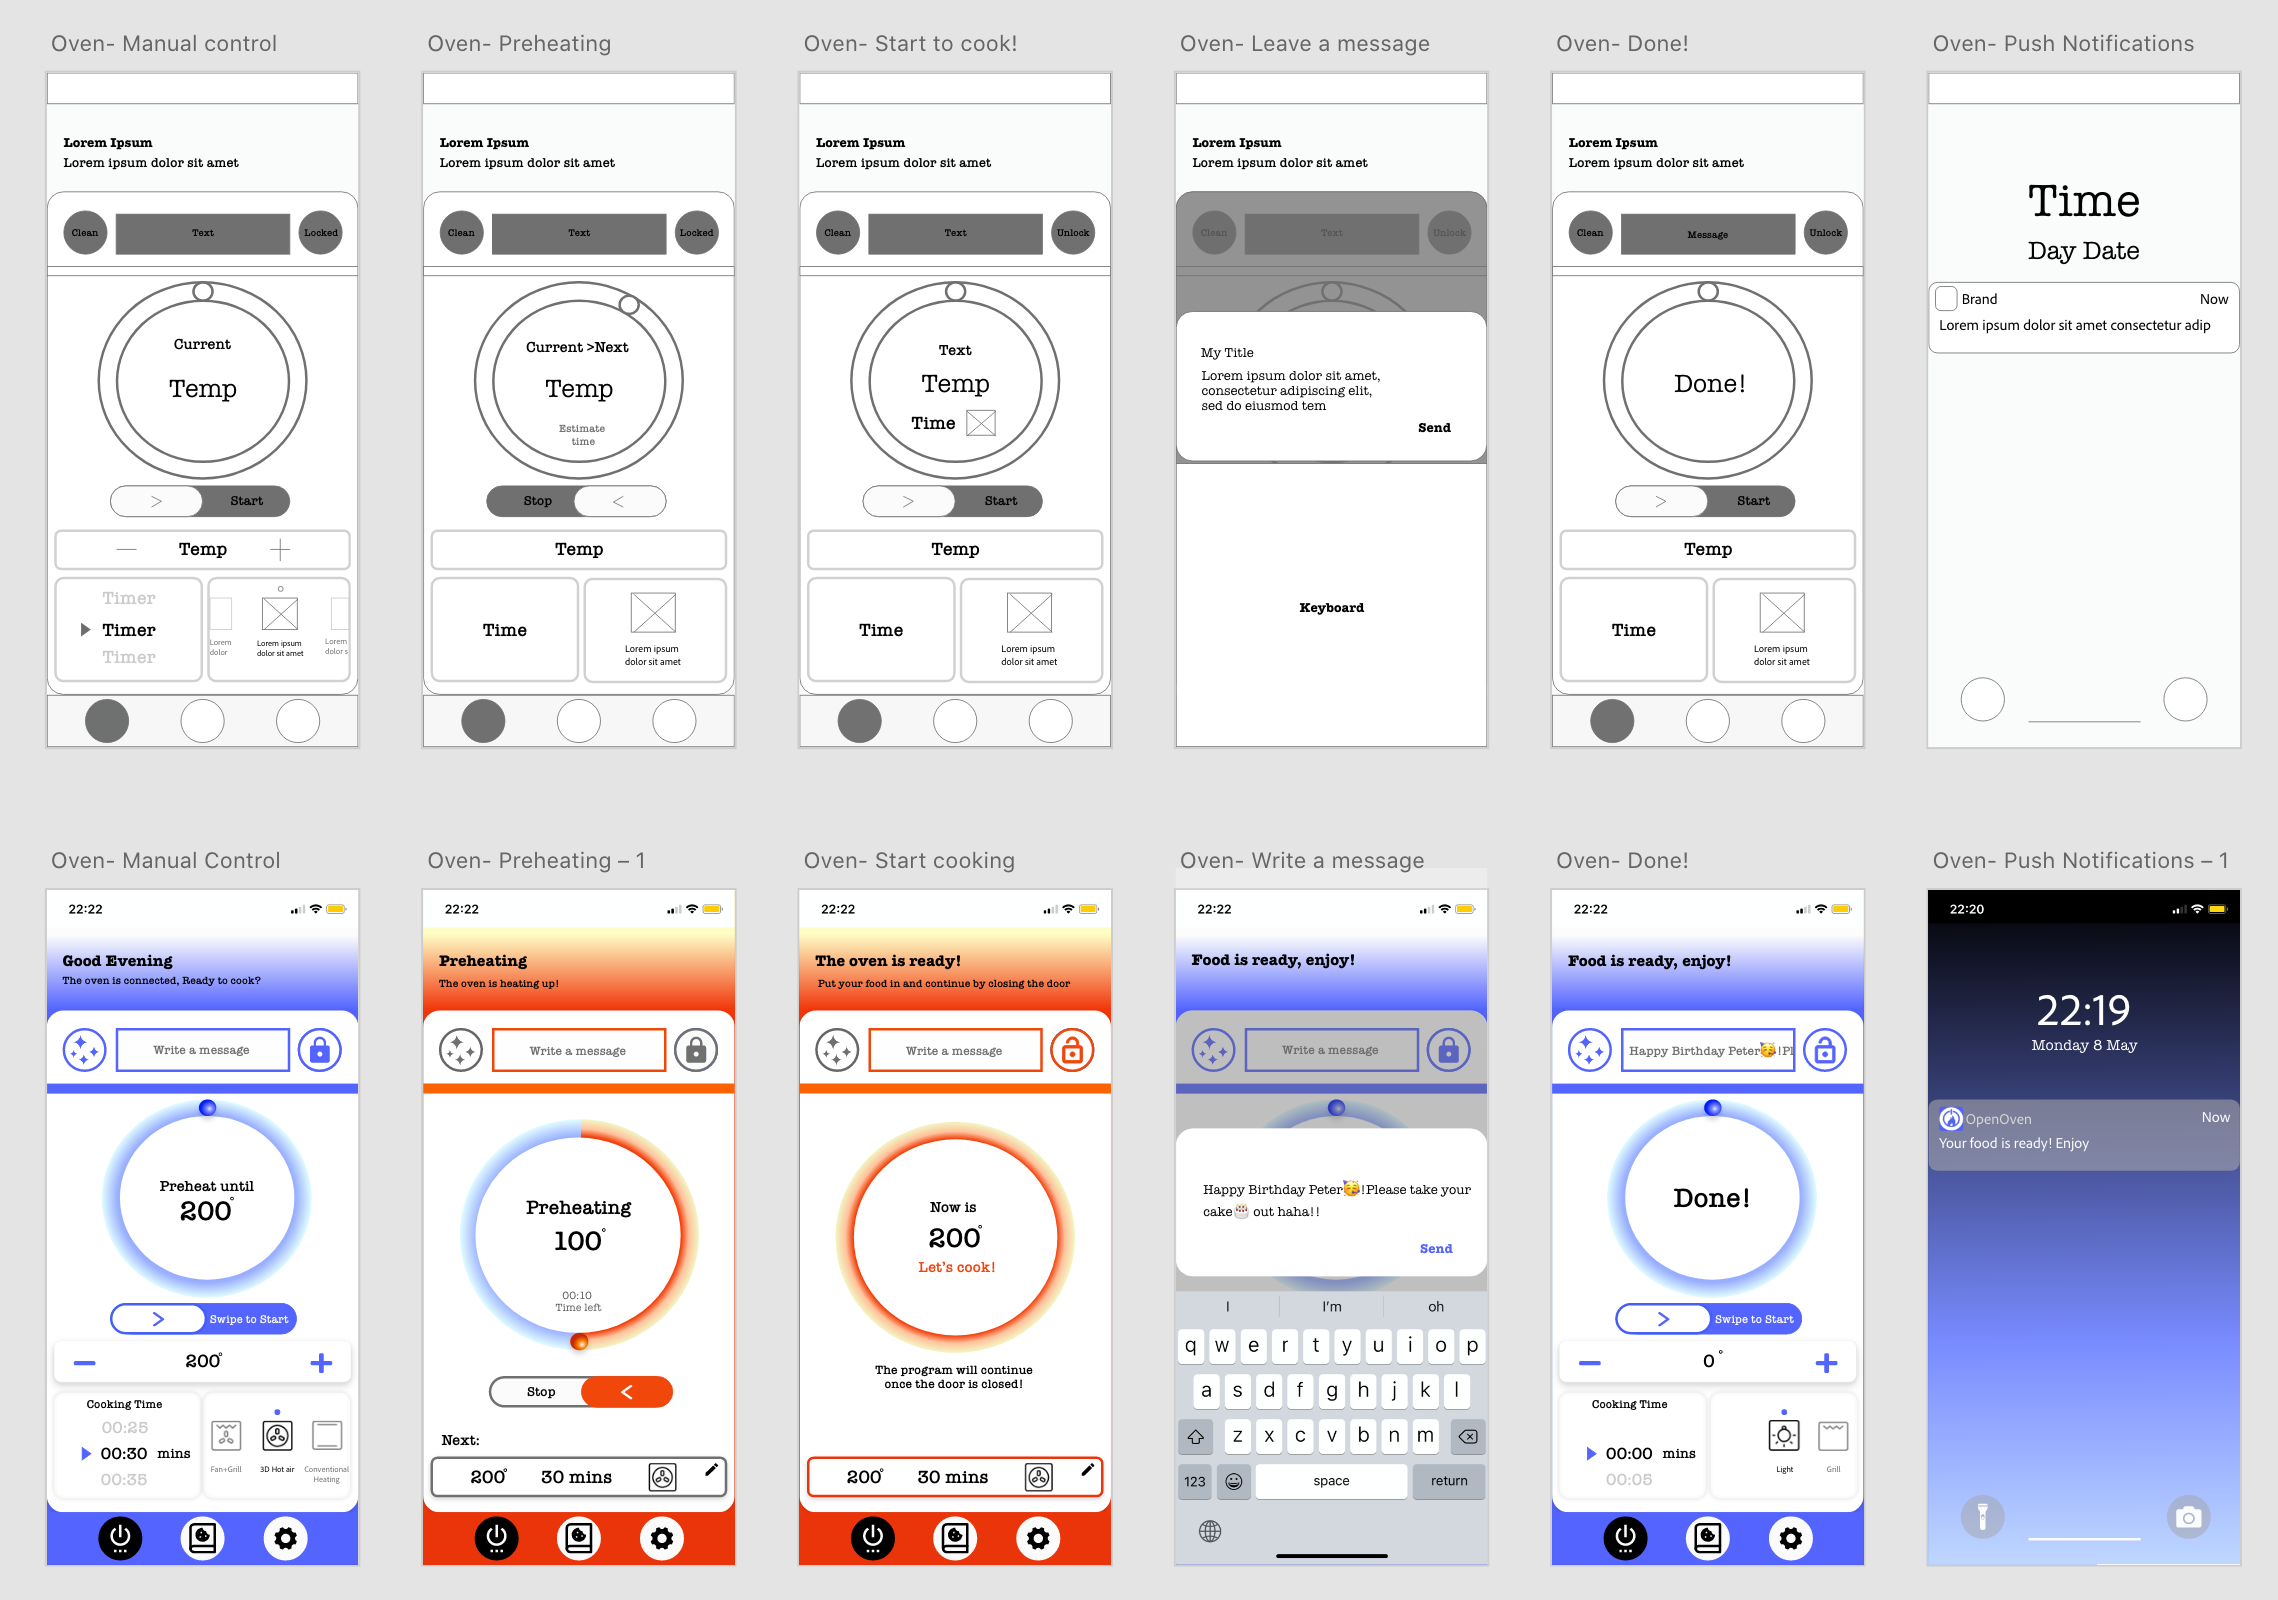 Oven- Manual control
Lorem Ipsum
Lorem ipsum dolor sit amet
Clean
Text
Locked
Current
Temp
> Start
— Temp +
Timer
Timer
Timer
Lorem
dolor
Lorem ipsum
dolor sit amet
Lorem
dolor s
Oven- Preheating
Lorem Ipsum
Lorem ipsum dolor sit amet
Clean
Text
Locked
Current >Next
Temp
Estimate
time
Stop <
Temp
Time
Lorem ipsum
dolor sit amet
Oven- Start to cook!
Lorem Ipsum
Lorem ipsum dolor sit amet
Clean
Text
Unlock
Text
Temp
Time
> Start
Temp
Time
Lorem ipsum
dolor sit amet
Oven- Leave a message
Lorem Ipsum
Lorem ipsum dolor sit amet
Clean
Text
Unlock
My Title
Lorem ipsum dolor sit amet,
consectetur adipiscing elit,
sed do eiusmod tem
Send
Keyboard
Oven- Done!
Lorem Ipsum
Lorem ipsum dolor sit amet
Clean
Message
Unlock
Done!
> Start
Temp
Time
Lorem ipsum
dolor sit amet
Oven- Push Notifications
Time
Day Date
Brand
Now
Lorem ipsum dolor sit amet consectetur adip
Oven- Manual Control
22:22
Good Evening
The oven is connected, Ready to cook?
Write a message
Preheat until
200°
> Swipe to Start
— 200° +
Cooking Time
00:25
00:30 mins
00:35
Fan+Grill
3D Hot air
Conventional
Heating
Oven- Preheating – 1
22:22
Preheating
The oven is heating up!
Write a message
Preheating
100°
00:10
Time left
Stop <
Next:
200° 30 mins
Oven- Start cooking
22:22
The oven is ready!
Put your food in and continue by closing the door
Write a message
Now is
200°
Let's cook!
The program will continue
once the door is closed!
200° 30 mins
Oven- Write a message
22:22
Food is ready, enjoy!
Write a message
Happy Birthday Peter🥳!Please take your
cake🎂 out haha!!
Send
I I'm oh
q w e r t y u i o p
a s d f g h j k l
z x c v b n m
123 space return
Oven- Done!
22:22
Food is ready, enjoy!
Happy Birthday Peter🥳!Pl
Done!
> Swipe to Start
— 0° +
Cooking Time
00:00 mins
00:05
Light
Grill
Oven- Push Notifications – 1
22:20
22:19
Monday 8 May
OpenOven
Now
Your food is ready! Enjoy